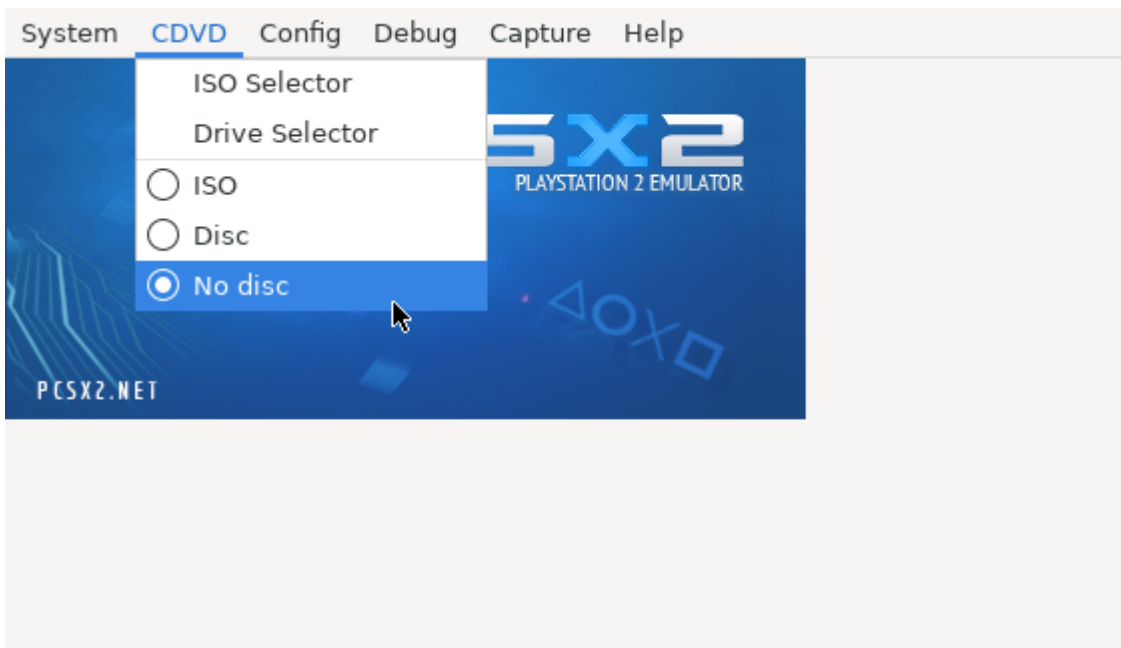 System CDVD Config Debug Capture Help
ISO Selector
Drive Selector
SX2
PLAYSTATION 2 EMULATOR
ISO
Disc
No disc
PCSX2.NET